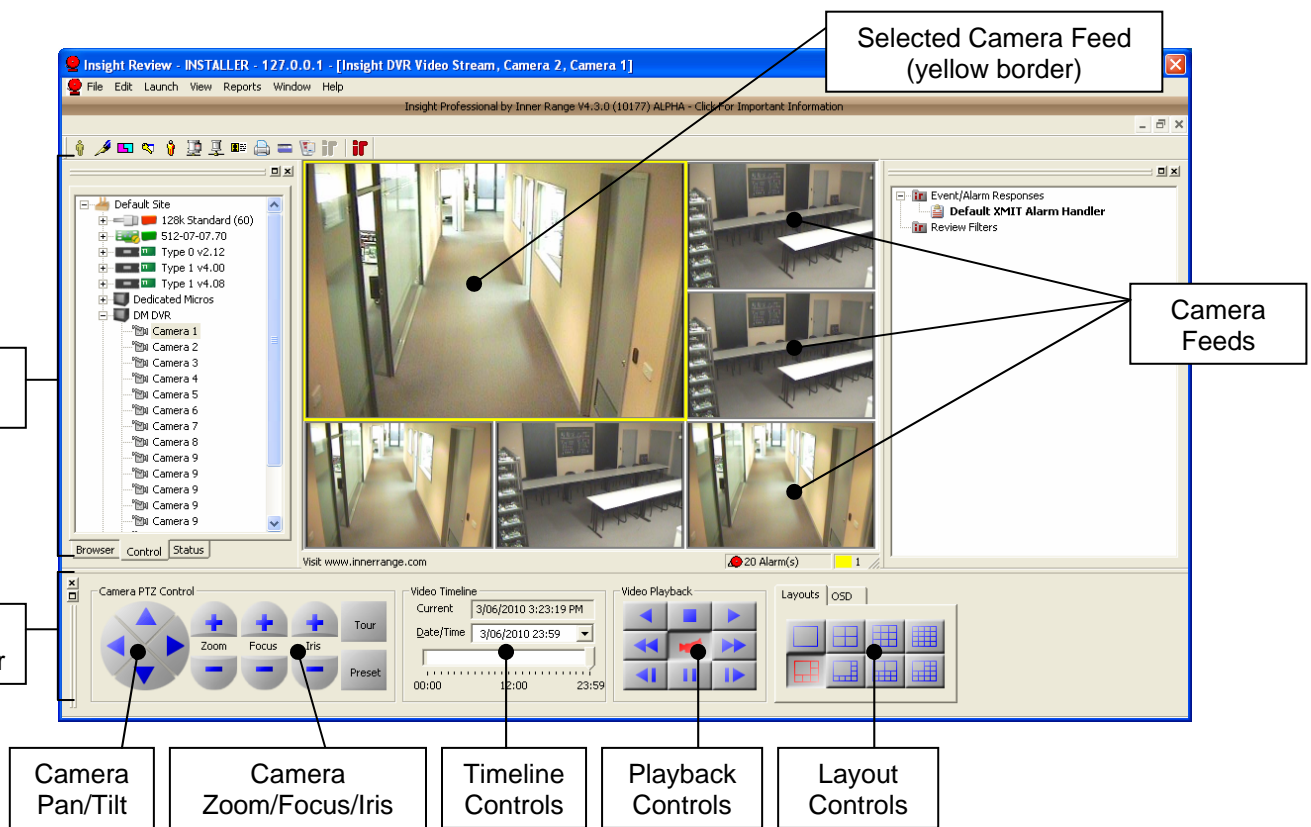 Selected Camera Feed
(yellow border)
Insight Review - INSTALLER - 127.0.0.1 - [Insight DVR Video Stream, Camera 2, Camera 1]
File Edit Launch View Reports Window Help
Insight Professional by Inner Range V4.3.0 (10177) ALPHA - Click For Important Information
Default Site
128k Standard (60)
512-07-07.70
Type 0 v2.12
Type 1 v4.00
Type 1 v4.08
Dedicated Micros
DM DVR
Camera 1
Camera 2
Camera 3
Camera 4
Camera 5
Camera 6
Camera 7
Camera 8
Camera 9
Camera 9
Camera 9
Camera 9
Camera 9
Browser Control Status
Event/Alarm Responses
Default XMIT Alarm Handler
Review Filters
Camera
Feeds
Visit www.innerrange.com
20 Alarm(s) 1
r
Camera PTZ Control
Zoom Focus Iris
Tour
Preset
Video Timeline
Current 3/06/2010 3:23:19 PM
Date/Time 3/06/2010 23:59
00:00 12:00 23:59
Video Playback
Layouts OSD
Camera
Pan/Tilt
Camera
Zoom/Focus/Iris
Timeline
Controls
Playback
Controls
Layout
Controls